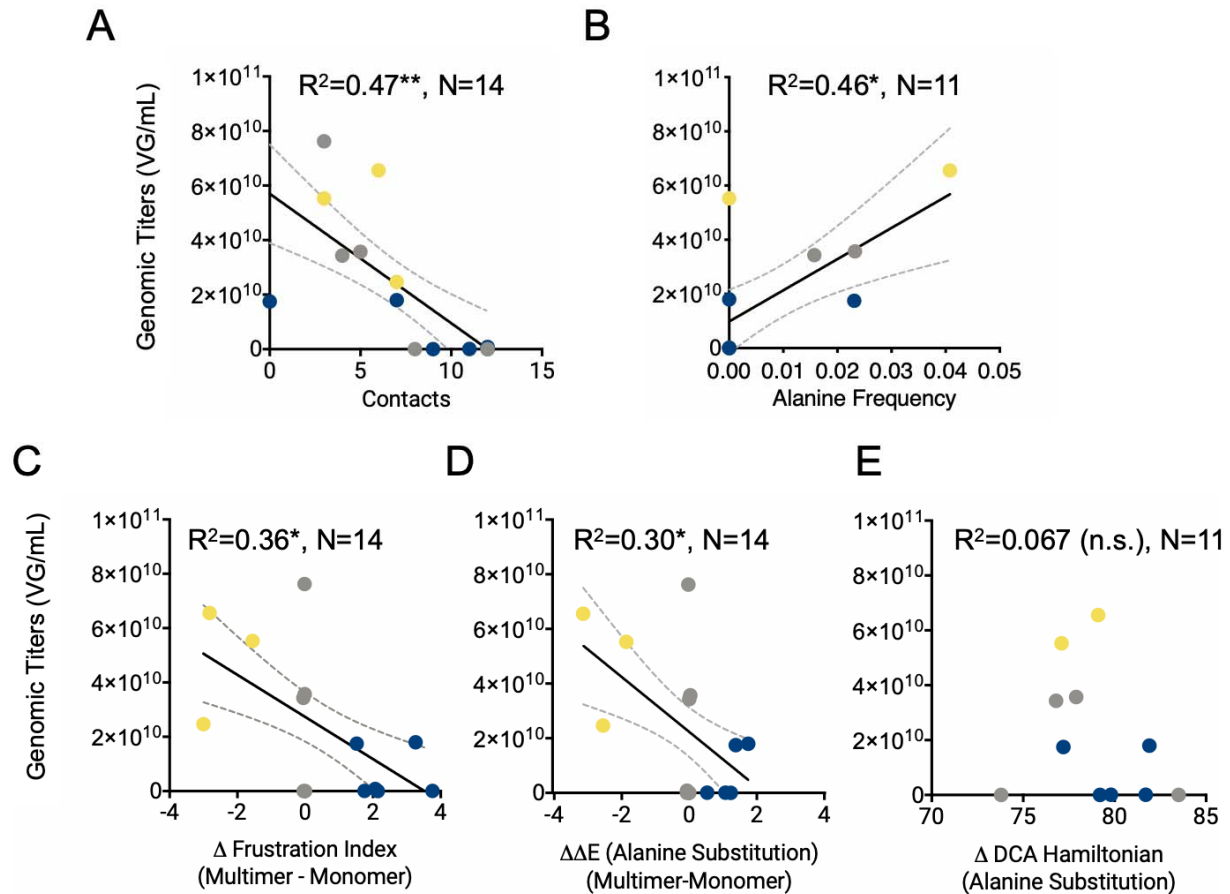 A
B
R²=0.47**, N=14
R²=0.46*, N=11
Genomic Titers (VG/mL)
1×10¹¹
8×10¹⁰
6×10¹⁰
4×10¹⁰
2×10¹⁰
0
0 5 10 15
Contacts
1×10¹¹
8×10¹⁰
6×10¹⁰
4×10¹⁰
2×10¹⁰
0
0.00 0.01 0.02 0.03 0.04 0.05
Alanine Frequency
C
D
E
R²=0.36*, N=14
R²=0.30*, N=14
R²=0.067 (n.s.), N=11
Genomic Titers (VG/mL)
1×10¹¹
8×10¹⁰
6×10¹⁰
4×10¹⁰
2×10¹⁰
0
-4 -2 0 2 4
Δ Frustration Index
(Multimer - Monomer)
1×10¹¹
8×10¹⁰
6×10¹⁰
4×10¹⁰
2×10¹⁰
0
-4 -2 0 2 4
ΔΔE (Alanine Substitution)
(Multimer-Monomer)
1×10¹¹
8×10¹⁰
6×10¹⁰
4×10¹⁰
2×10¹⁰
0
70 75 80 85
Δ DCA Hamiltonian
(Alanine Substitution)